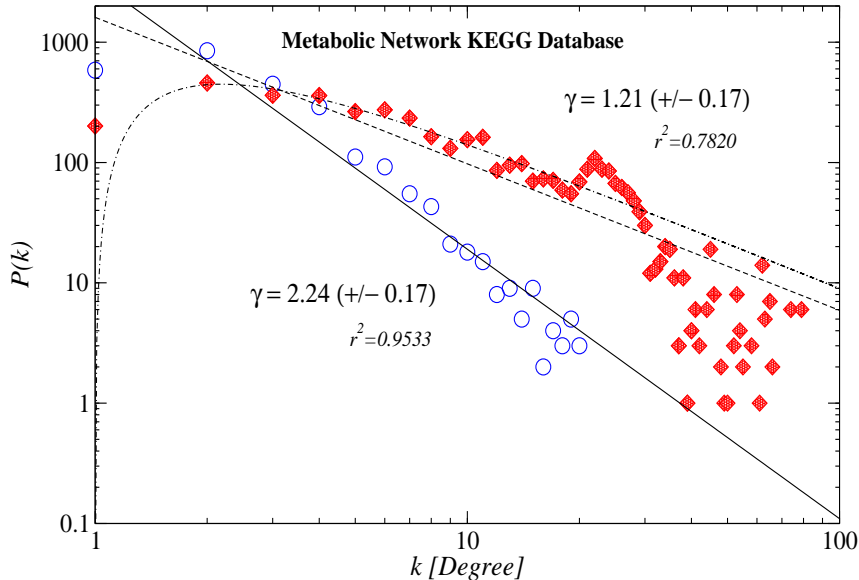 Metabolic Network KEGG Database
1000
100
10
1
0.1
P(k)
γ = 1.21 (+/− 0.17)
r²=0.7820
γ = 2.24 (+/− 0.17)
r²=0.9533
1
10
100
k [Degree]